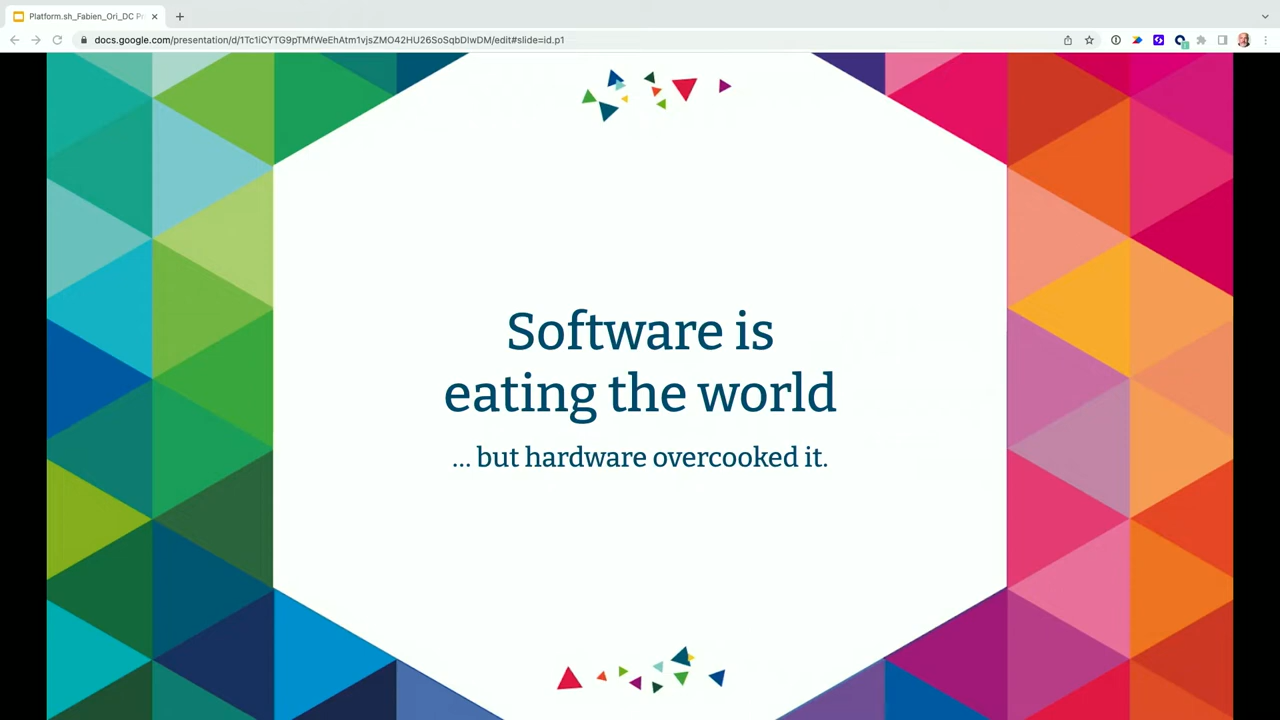 Platform.sh_Fabien_Ori_DC P
docs.google.com/presentation/d/1Tc1iCYTG9pTMfWeEhAtm1vjsZMO42HU26SoSqbDIwDM/edit#slide=id.p1
Software is
eating the world
... but hardware overcooked it.